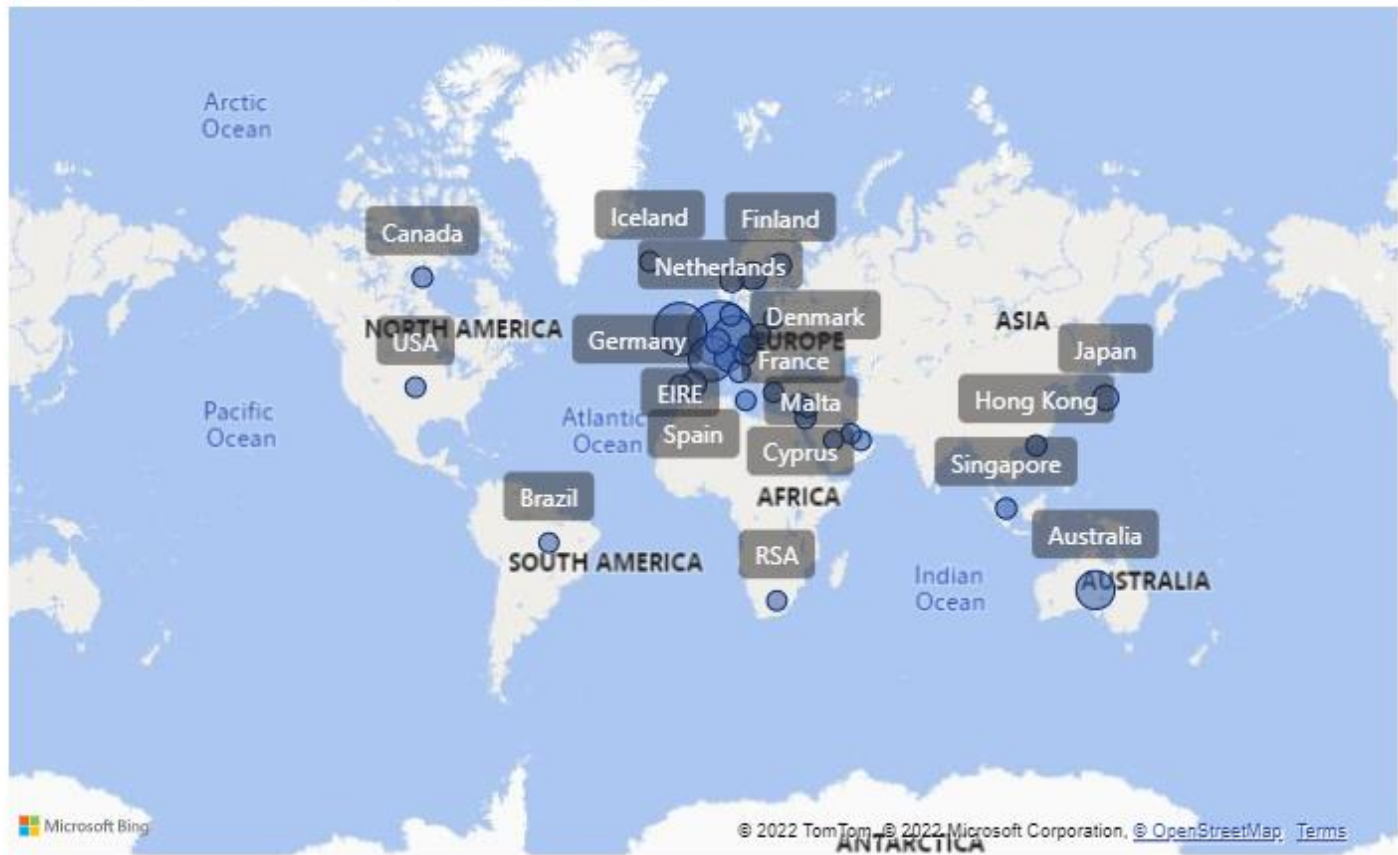 Arctic
Ocean
Iceland
Finland
Canada
Netherlands
NORTH AMERICA
USA
Germany
Denmark
EUROPE
ASIA
France
Japan
EIRE
Malta
Hong Kong
Pacific
Ocean
Atlantic
Ocean
Spain
Cyprus
Singapore
Brazil
AFRICA
Australia
SOUTH AMERICA
RSA
Indian
Ocean
AUSTRALIA
Microsoft Bing
© 2022 TomTom, © 2022 Microsoft Corporation, © OpenStreetMap Terms
ANTARCTICA